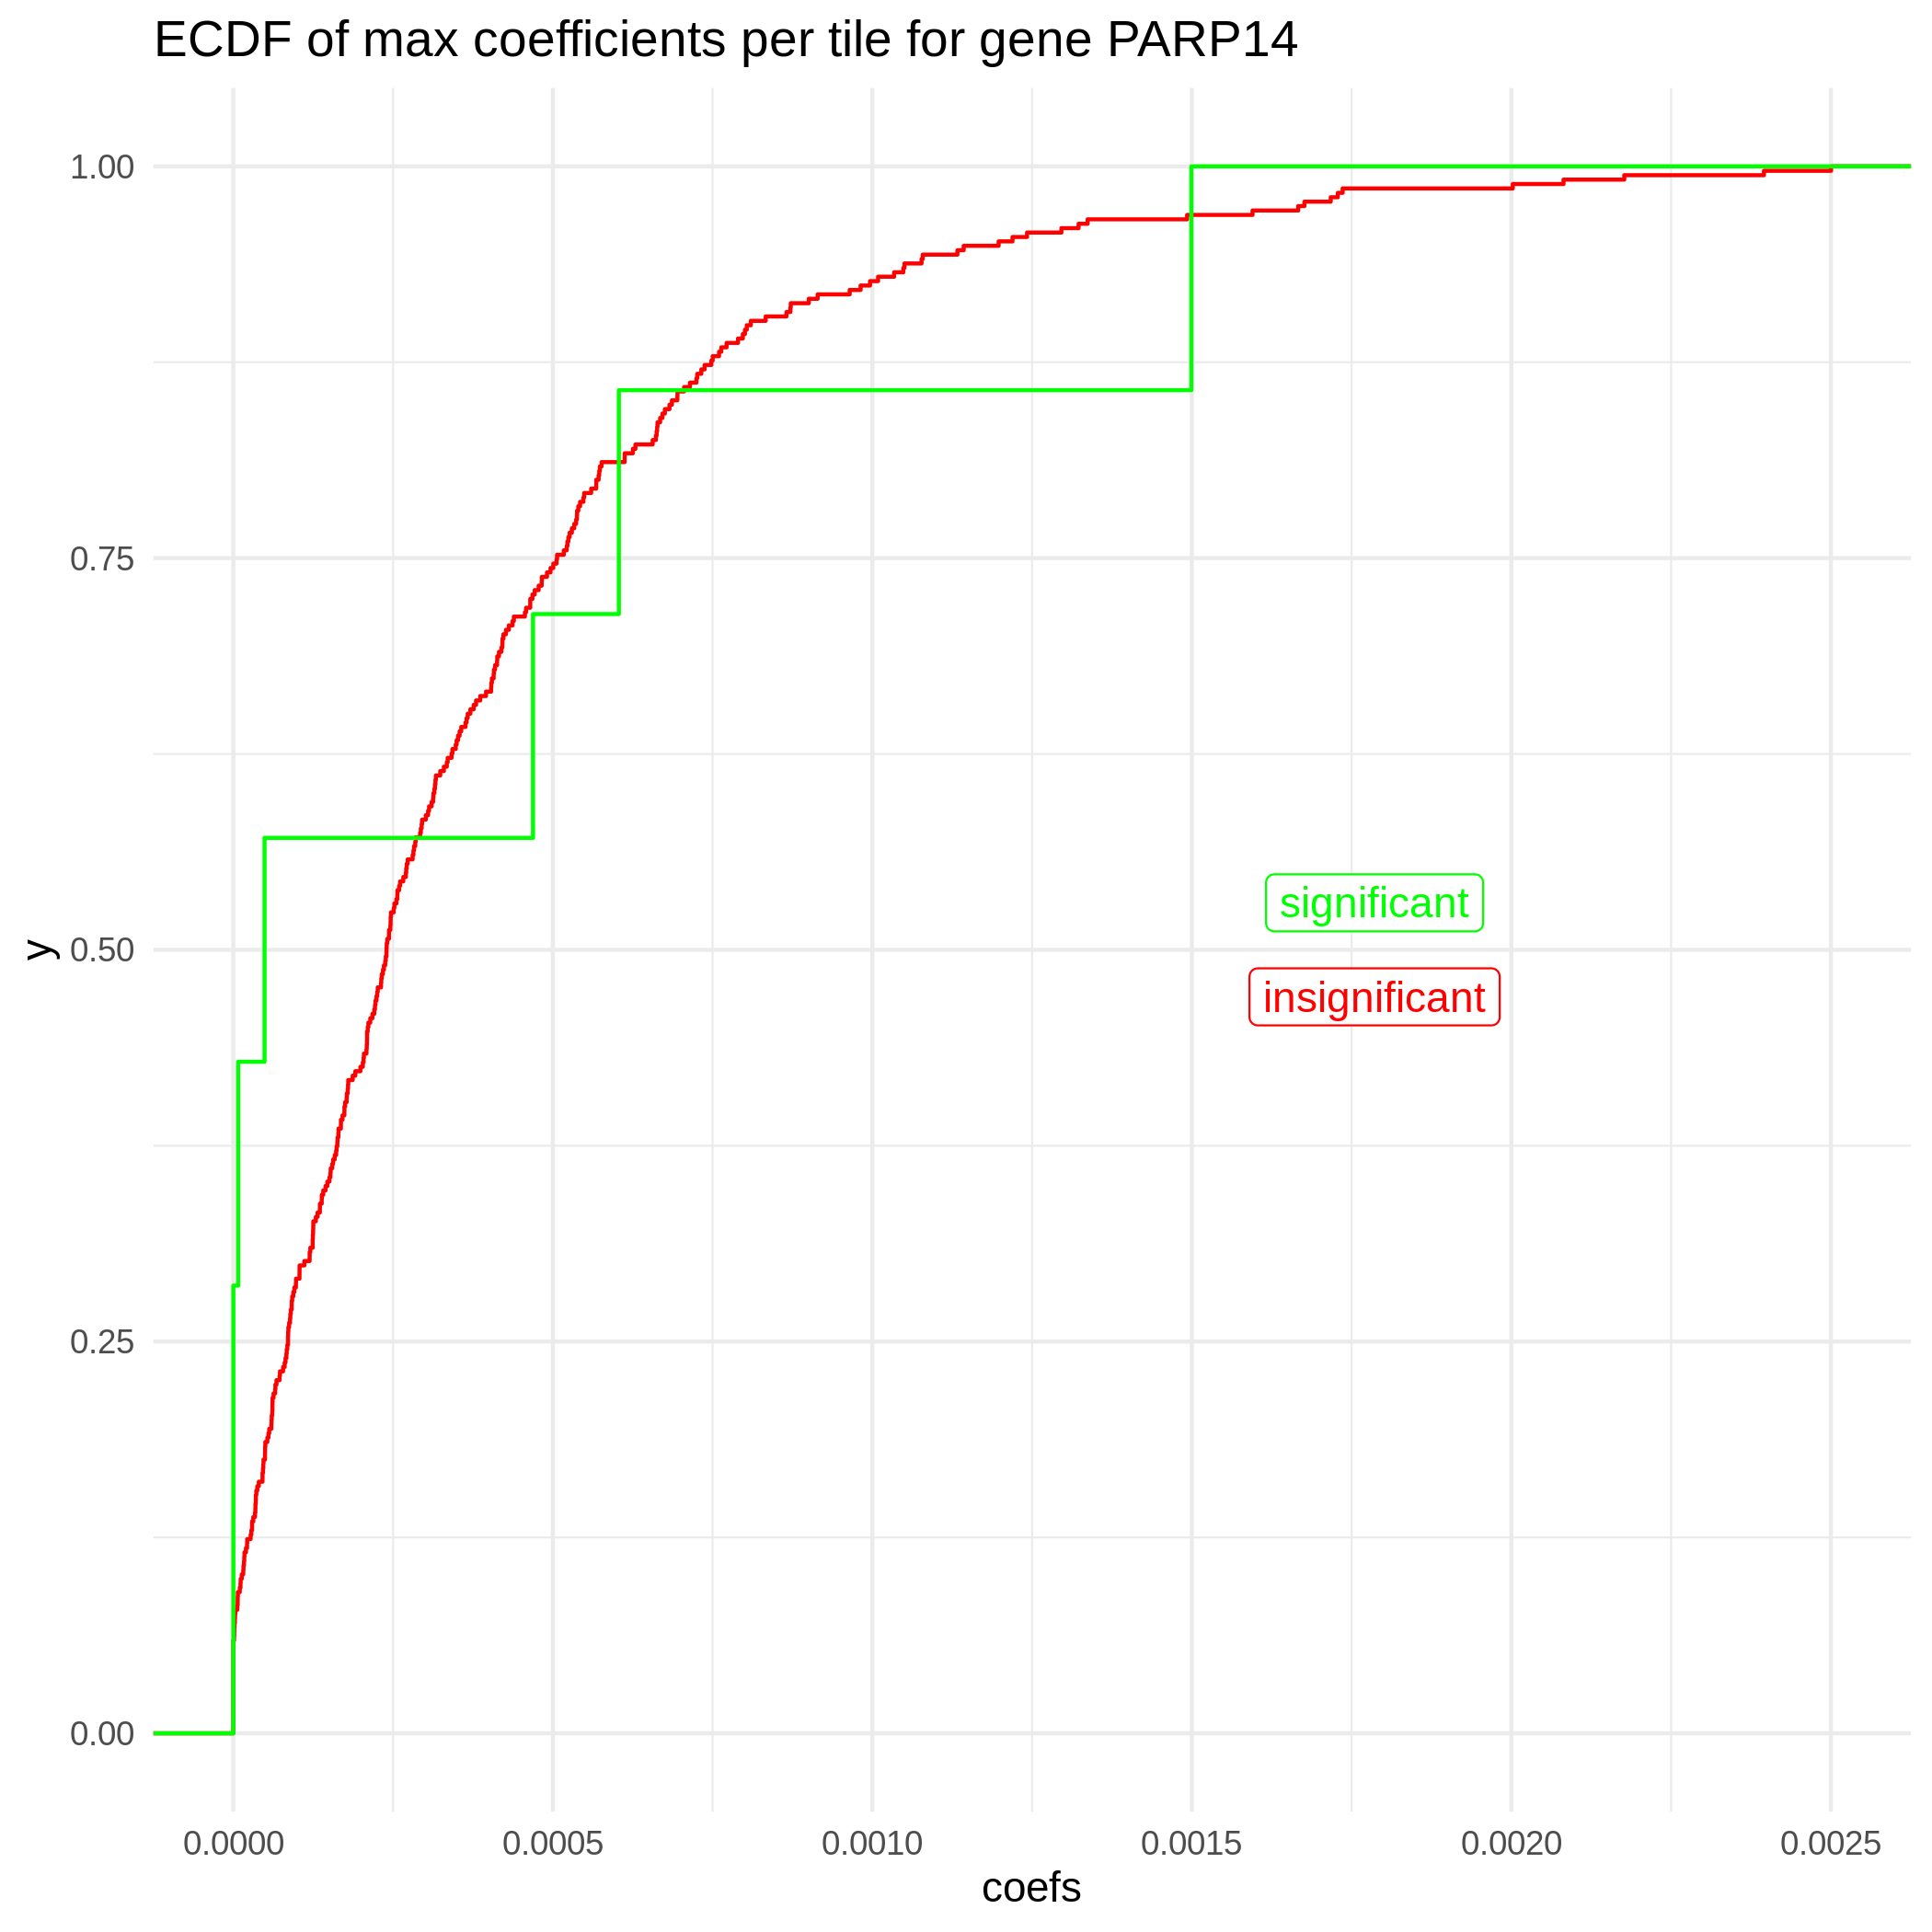 ECDF of max coefficients per tile for gene PARP14
1.00
0.75
0.50
0.25
0.00
y
significant
insignificant
0.0000 0.0005 0.0010 0.0015 0.0020 0.0025
coefs